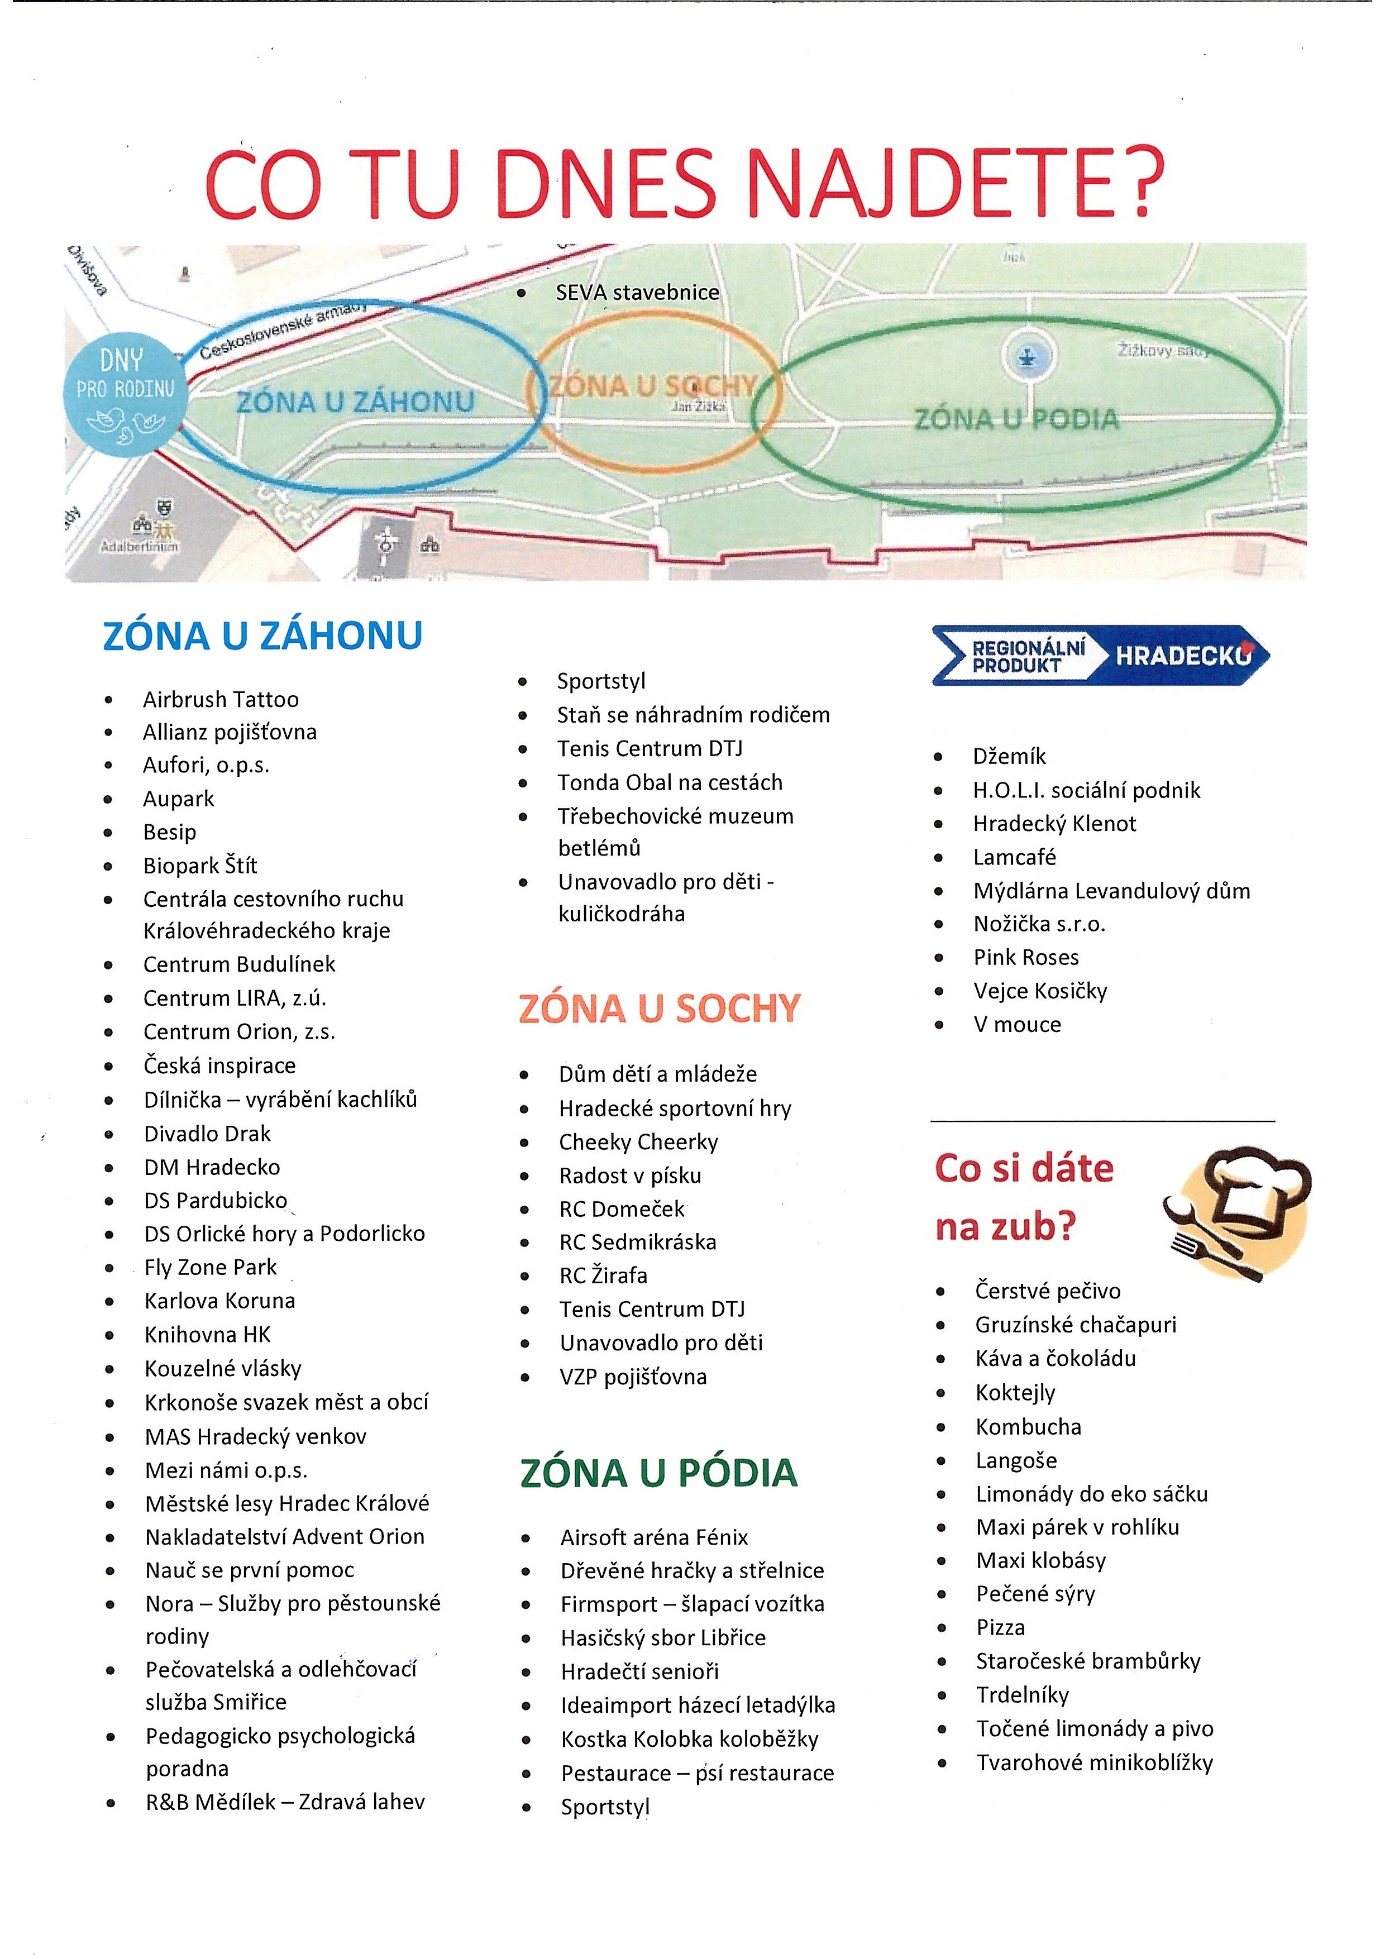 CO TU DNES NAJDETE?
Divišova
Československé armády
SEVA stavebnice
DNY
PRO RODINU
ZÓNA U ZÁHONU
ZÓNA U SOCHY
Jan Žižka
Žižkovy sady
ZÓNA U PODIA
Adalbertinum
ZÓNA U ZÁHONU
• Airbrush Tattoo
• Allianz pojišťovna
• Aufori, o.p.s.
• Aupark
• Besip
• Biopark Štít
• Centrála cestovního ruchu
Královéhradeckého kraje
• Centrum Budulínek
• Centrum LIRA, z.ú.
• Centrum Orion, z.s.
• Česká inspirace
• Dílnička – vyrábění kachlíků
• Divadlo Drak
• DM Hradecko
• DS Pardubicko
• DS Orlické hory a Podorlicko
• Fly Zone Park
• Karlova Koruna
• Knihovna HK
• Kouzelné vlásky
• Krkonoše svazek měst a obcí
• MAS Hradecký venkov
• Mezi námi o.p.s.
• Městské lesy Hradec Králové
• Nakladatelství Advent Orion
• Nauč se první pomoc
• Nora – Služby pro pěstounské
rodiny
• Pečovatelská a odlehčovací
služba Smiřice
• Pedagogicko psychologická
poradna
• R&B Mědílek – Zdravá lahev
• Sportstyl
• Staň se náhradním rodičem
• Tenis Centrum DTJ
• Tonda Obal na cestách
• Třebechovické muzeum
betlémů
• Unavovadlo pro děti -
kuličkodráha
ZÓNA U SOCHY
• Dům dětí a mládeže
• Hradecké sportovní hry
• Cheeky Cheerky
• Radost v písku
• RC Domeček
• RC Sedmikráska
• RC Žirafa
• Tenis Centrum DTJ
• Unavovadlo pro děti
• VZP pojišťovna
ZÓNA U PÓDIA
• Airsoft aréna Fénix
• Dřevěné hračky a střelnice
• Firmsport – šlapací vozítka
• Hasičský sbor Libřice
• Hradečtí senioři
• Ideaimport házecí letadýlka
• Kostka Kolobka koloběžky
• Pestaurace – psí restaurace
• Sportstyl
REGIONÁLNÍ
PRODUKT
HRADECKO
• Džemík
• H.O.L.I. sociální podnik
• Hradecký Klenot
• Lamcafé
• Mýdlárna Levandulový dům
• Nožička s.r.o.
• Pink Roses
• Vejce Kosičky
• V mouce
Co si dáte
na zub?
• Čerstvé pečivo
• Gruzínské chačapuri
• Káva a čokoládu
• Koktejly
• Kombucha
• Langoše
• Limonády do eko sáčku
• Maxi párek v rohlíku
• Maxi klobásy
• Pečené sýry
• Pizza
• Staročeské brambůrky
• Trdelníky
• Točené limonády a pivo
• Tvarohové minikoblížky